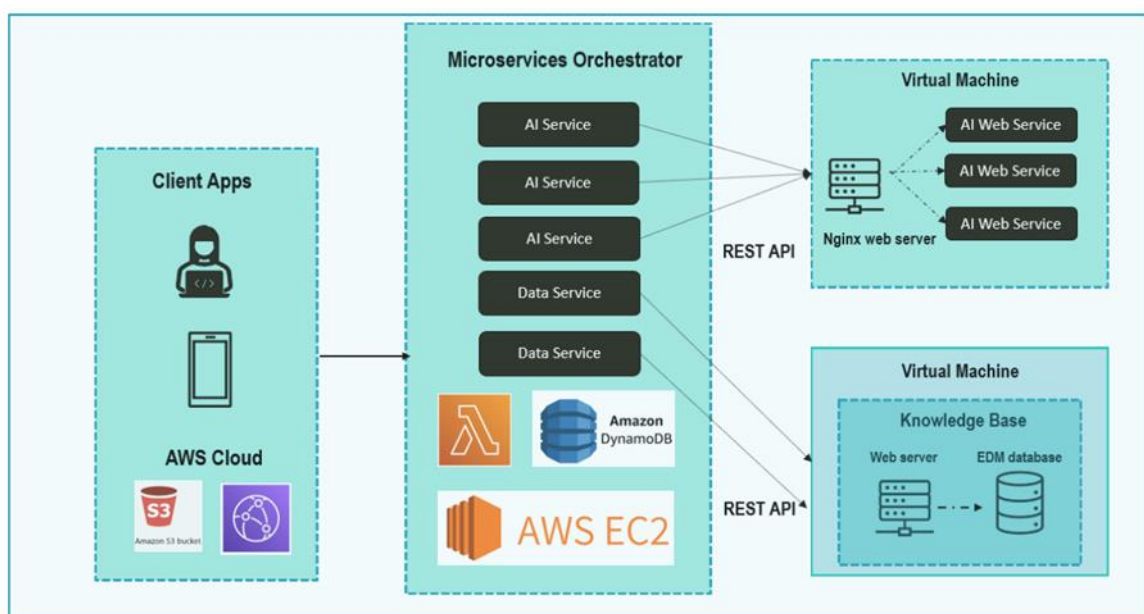 Client Apps
</>
AWS Cloud
S3
Amazon S3 bucket
Microservices Orchestrator
AI Service
AI Service
AI Service
Data Service
Data Service
Amazon
DynamoDB
AWS EC2
REST API
REST API
Virtual Machine
AI Web Service
AI Web Service
AI Web Service
Nginx web server
Virtual Machine
Knowledge Base
Web server
EDM database